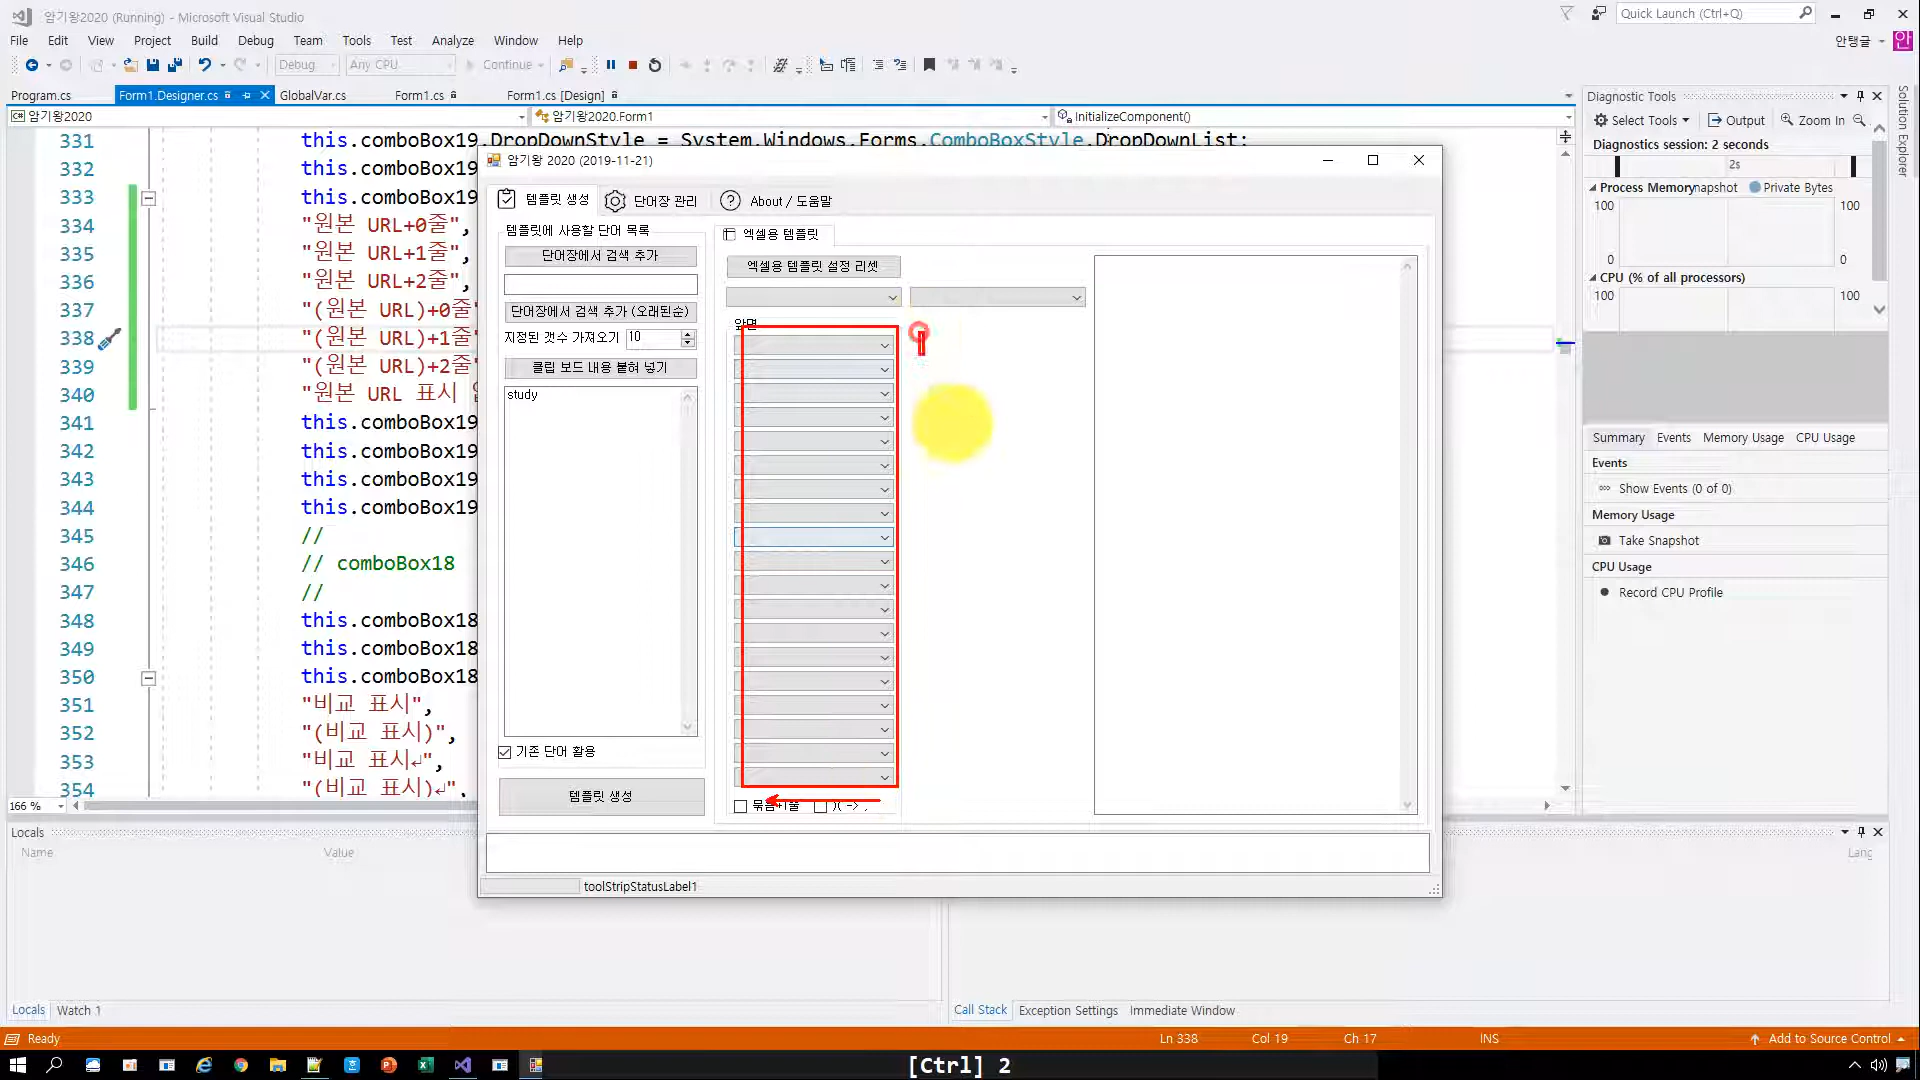 암기왕2020 (Running) - Microsoft Visual Studio
Quick Launch (Ctrl+Q)
File Edit View Project Build Debug Team Tools Test Analyze Window Help
안탱글 안
Debug Any CPU Continue
Program.cs Form1.Designer.cs GlobalVar.cs Form1.cs Form1.cs [Design]
암기왕2020 암기왕2020.Form1 InitializeComponent()
331 this.comboBox19.DropDownStyle = System.Windows.Forms.ComboBoxStyle.DropDownList;
332 this.comboBox19
333 this.comboBox19
334 "원본 URL+0줄",
335 "원본 URL+1줄",
336 "원본 URL+2줄",
337 "(원본 URL)+0줄"
338 "(원본 URL)+1줄"
339 "(원본 URL)+2줄"
340 "원본 URL 표시
341 this.comboBox19
342 this.comboBox19
343 this.comboBox19
344 this.comboBox19
345 //
346 // comboBox18
347 //
348 this.comboBox18
349 this.comboBox18
350 this.comboBox18
351 "비교 표시",
352 "(비교 표시)",
353 "비교 표시↲",
354 "(비교 표시)↲",
166 %
암기왕 2020 (2019-11-21)
템플릿 생성 단어장 관리 About / 도움말
템플릿에 사용할 단어 목록
단어장에서 검색 추가
단어장에서 검색 추가 (오래된순)
지정된 갯수 가져오기 10
클립 보드 내용 붙혀 넣기
study
기존 단어 활용
템플릿 생성
엑셀용 템플릿
엑셀용 템플릿 설정 리셋
앞면
묶음+1줄 )( -> ,
toolStripStatusLabel1
Diagnostic Tools
Select Tools Output Zoom In
Diagnostics session: 2 seconds
2s
Process Memory napshot Private Bytes
100 100
0 0
CPU (% of all processors)
100 100
Summary Events Memory Usage CPU Usage
Events
Show Events (0 of 0)
Memory Usage
Take Snapshot
CPU Usage
Record CPU Profile
Solution Explorer
Locals
Name Value Lang
Locals Watch 1
Call Stack Exception Settings Immediate Window
Ready Ln 338 Col 19 Ch 17 INS Add to Source Control
[Ctrl] 2